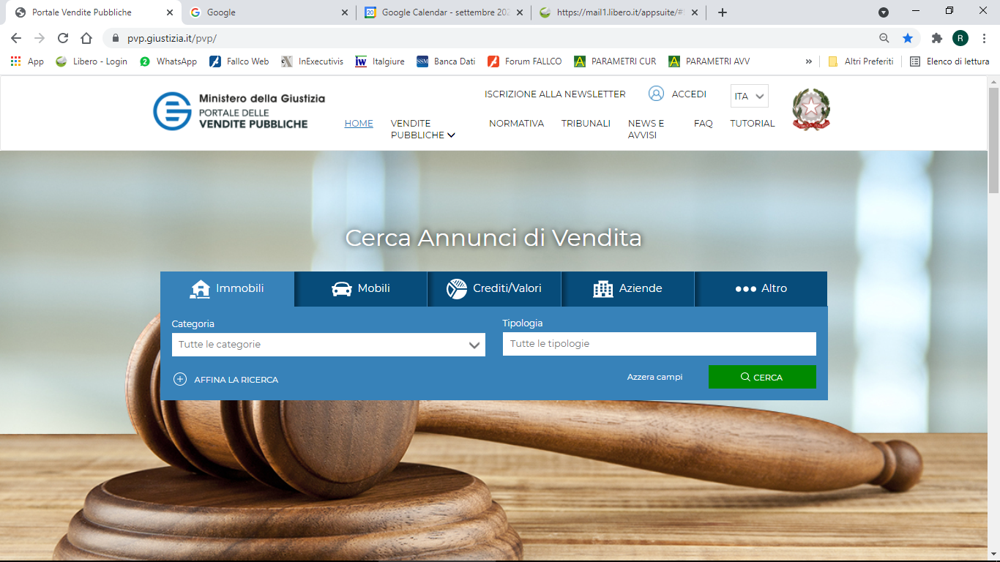 Portale Vendite Pubbliche
Google
20
Google Calendar - settembre 202
https://mail1.libero.it/appsuite/#
pvp.giustizia.it/pvp/
R
App
Libero - Login
2
WhatsApp
Fallco Web
InExecutivis
iw
Italgiure
SSM
Banca Dati
Forum FALLCO
A
PARAMETRI CUR
A
PARAMETRI AVV
»
Altri Preferiti
Elenco di lettura
Ministero della Giustizia
PORTALE DELLE
VENDITE PUBBLICHE
ISCRIZIONE ALLA NEWSLETTER
ACCEDI
ITA
HOME
VENDITE
PUBBLICHE
NORMATIVA
TRIBUNALI
NEWS E
AVVISI
FAQ
TUTORIAL
Cerca Annunci di Vendita
Immobili
Mobili
Crediti/Valori
Aziende
Altro
Categoria
Tipologia
Tutte le categorie
Tutte le tipologie
AFFINA LA RICERCA
Azzera campi
CERCA